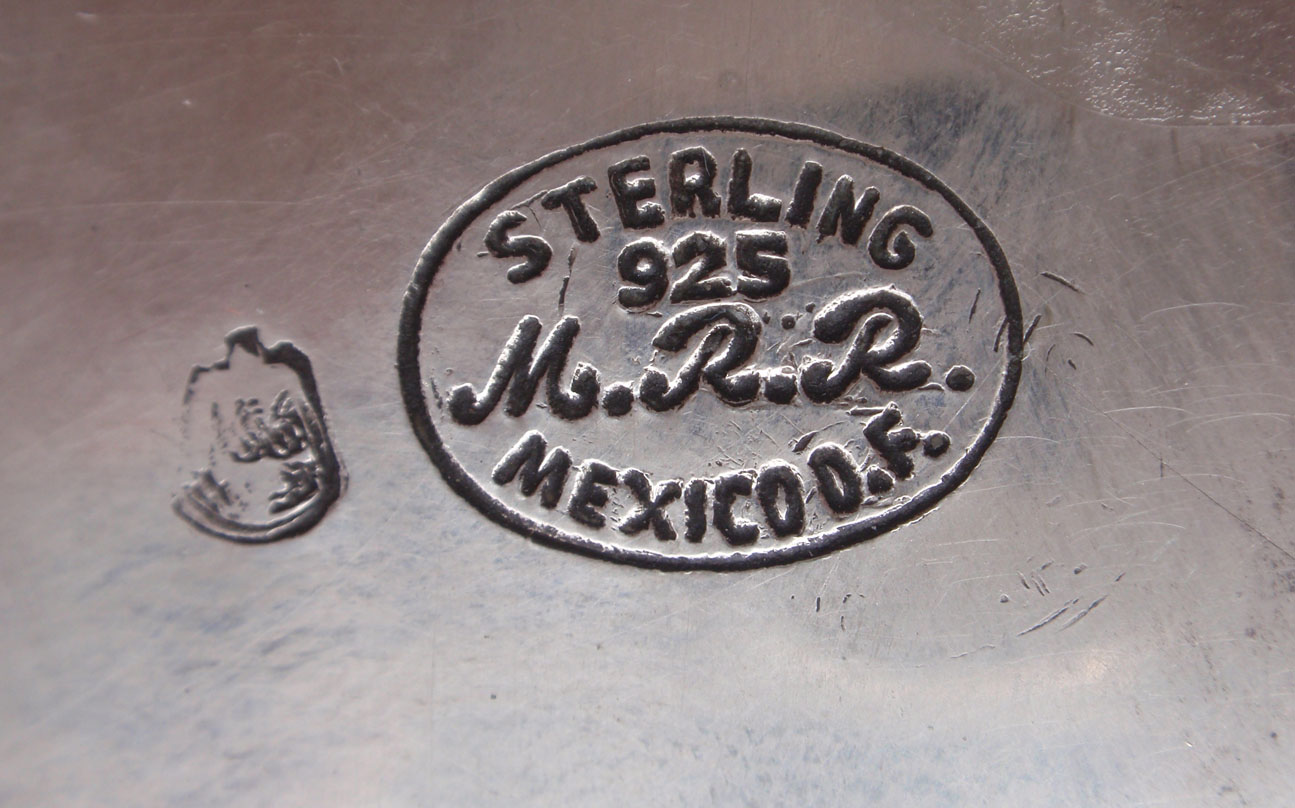 STERLING
925
M.R.R.
MEXICO D.F.